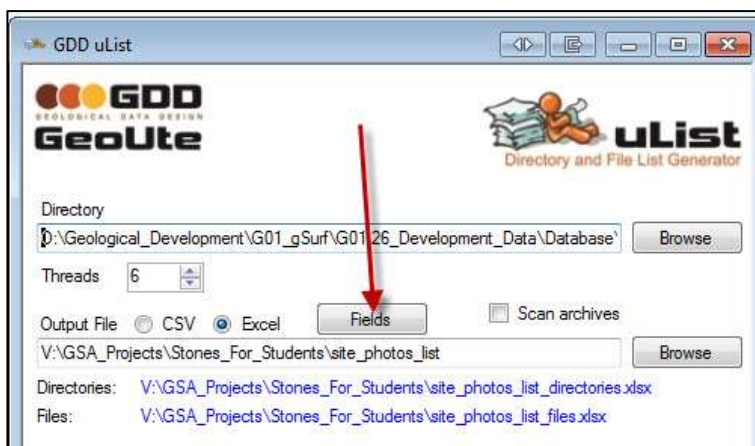 GDD uList
GDD
GEOLOGICAL DATA DESIGN
GeoUte
uList
Directory and File List Generator
Directory
D:\Geological_Development\G01_gSurf\G01.26_Development_Data\Database\
Browse
Threads 6
Output File CSV Excel Fields Scan archives
V:\GSA_Projects\Stones_For_Students\site_photos_list Browse
Directories: V:\GSA_Projects\Stones_For_Students\site_photos_list_directories.xlsx
Files: V:\GSA_Projects\Stones_For_Students\site_photos_list_files.xlsx